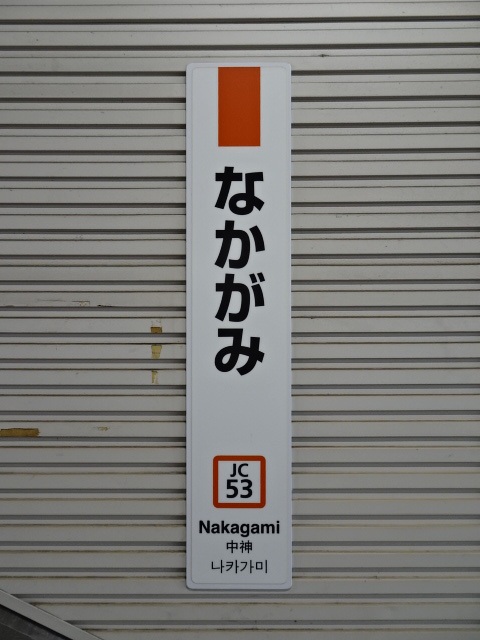 なかがみ
JC
53
Nakagami
中神
나카가미